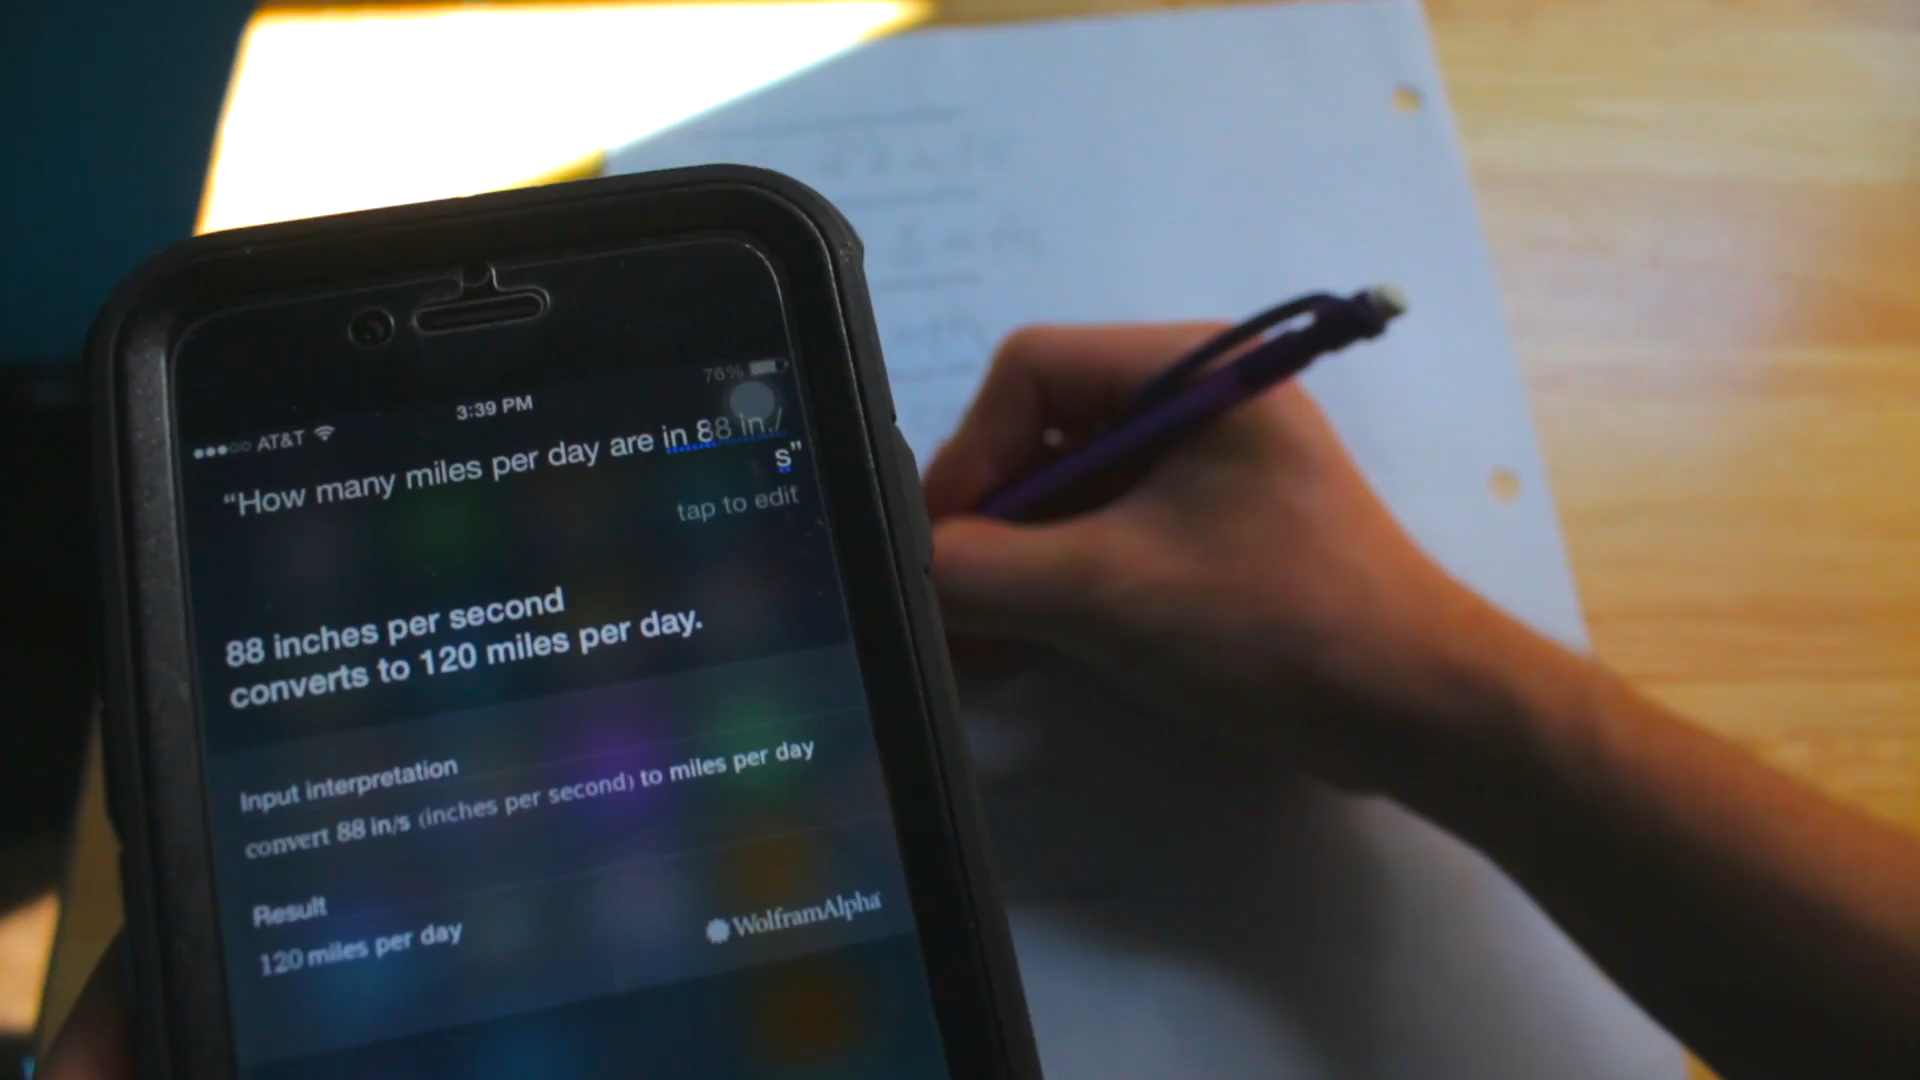 76%
3:39 PM
AT&T
“How many miles per day are in 88 in./
s”
tap to edit
88 inches per second
converts to 120 miles per day.
Input interpretation
convert 88 in/s (inches per second) to miles per day
Result
120 miles per day
WolframAlpha